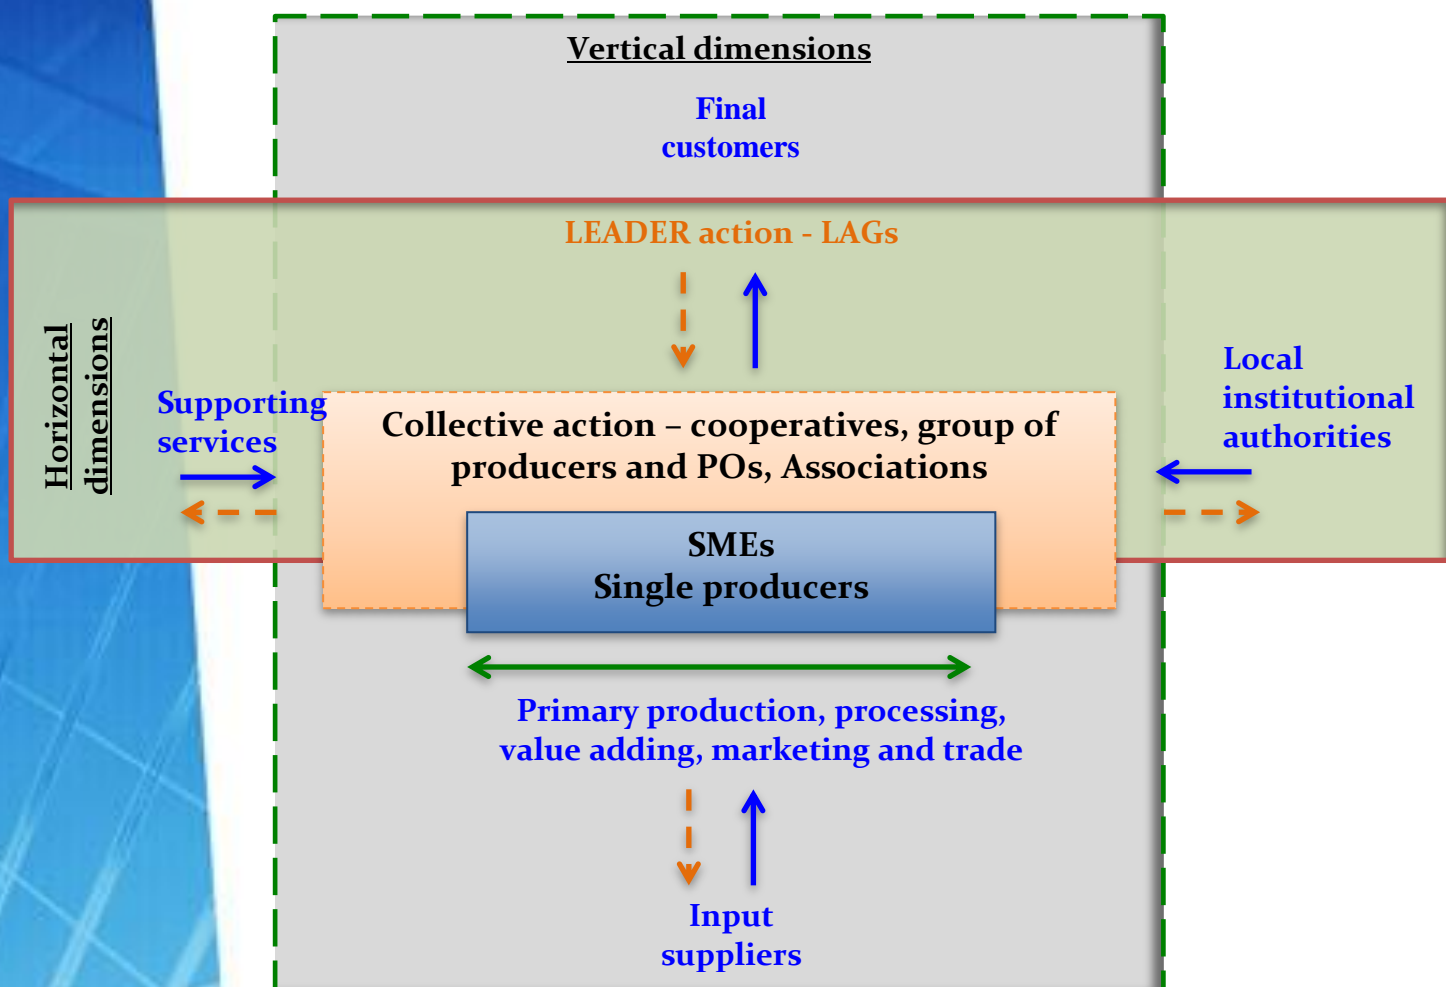 Vertical dimensions
Final
customers
LEADER action - LAGs
Horizontal
dimensions
Supporting
services
Collective action – cooperatives, group of
producers and POs, Associations
Local
institutional
authorities
SMEs
Single producers
Primary production, processing,
value adding, marketing and trade
Input
suppliers